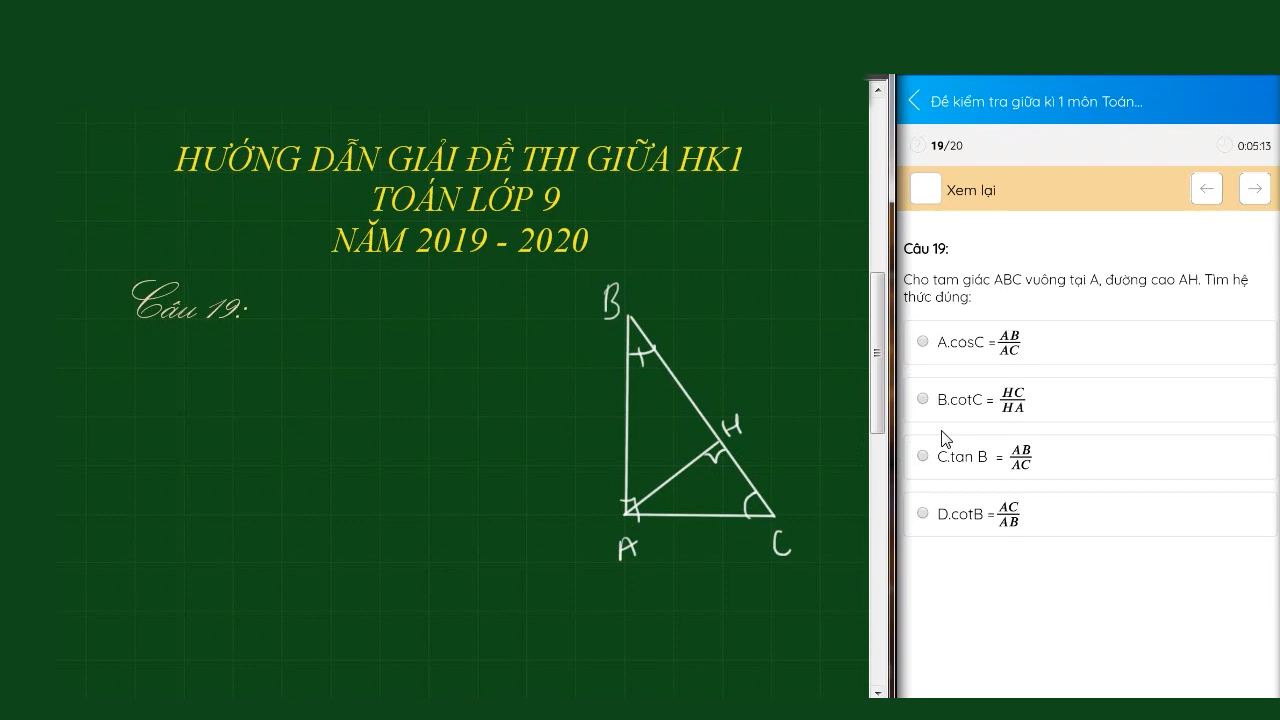 HƯỚNG DẪN GIẢI ĐỀ THI GIỮA HK1
TOÁN LỚP 9
NĂM 2019 - 2020
Câu 19:
B
H
A
C
Đề kiểm tra giữa kì 1 môn Toán...
19/20
0:05:13
Xem lại
Câu 19:
Cho tam giác ABC vuông tại A, đường cao AH. Tìm hệ
thức đúng:
A.cosC = AB/AC
B.cotC = HC/HA
C.tan B = AB/AC
D.cotB = AC/AB